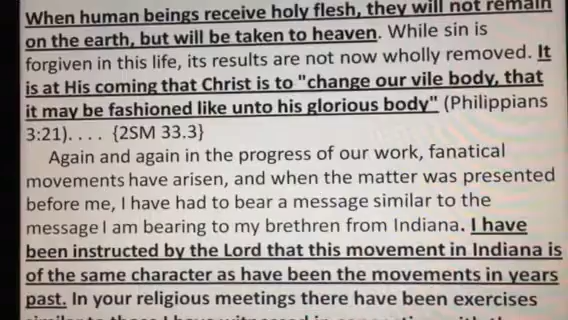 When human beings receive holy flesh, they will not remain
on the earth, but will be taken to heaven. While sin is
forgiven in this life, its results are not now wholly removed. It
is at His coming that Christ is to "change our vile body, that
it may be fashioned like unto his glorious body" (Philippians
3:21). . . . {2SM 33.3}
Again and again in the progress of our work, fanatical
movements have arisen, and when the matter was presented
before me, I have had to bear a message similar to the
message I am bearing to my brethren from Indiana. I have
been instructed by the Lord that this movement in Indiana is
of the same character as have been the movements in years
past. In your religious meetings there have been exercises